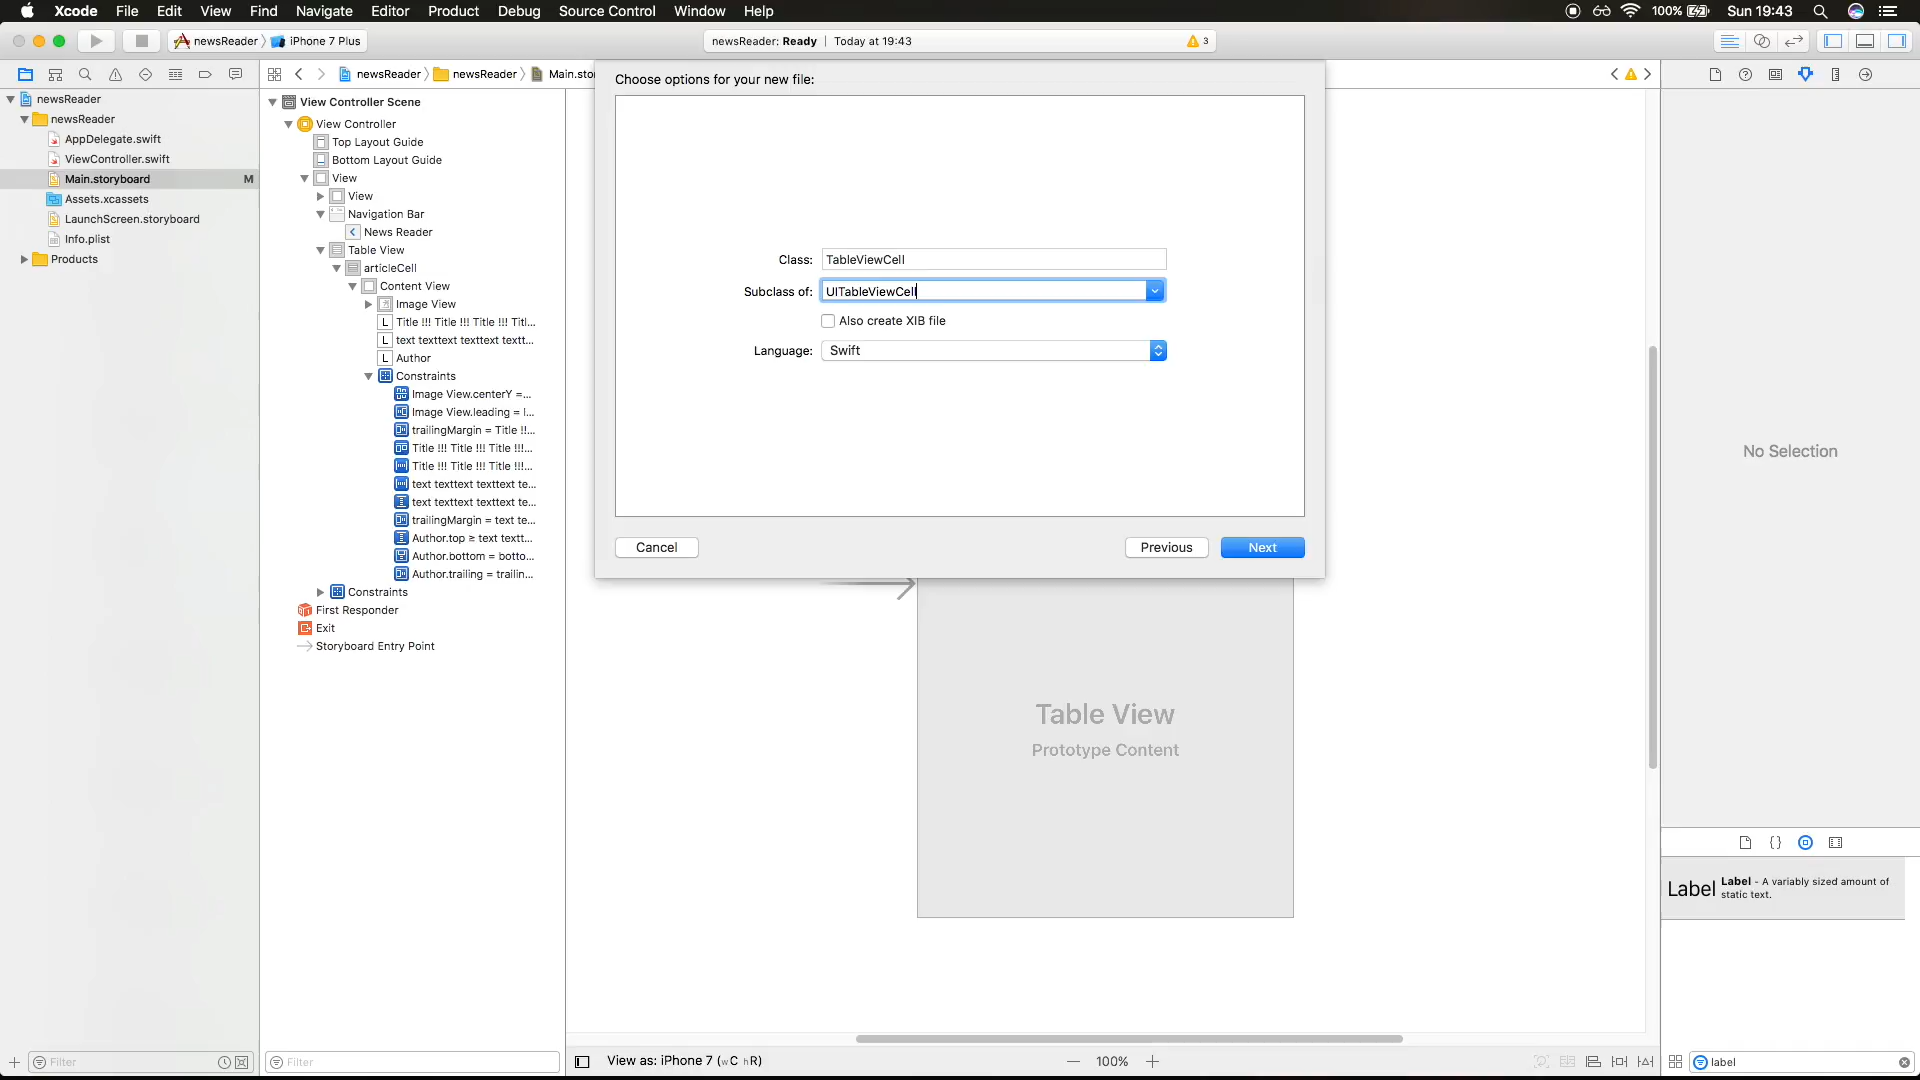 Xcode File Edit View Find Navigate Editor Product Debug Source Control Window Help 100% Sun 19:43
newsReader iPhone 7 Plus newsReader: Ready Today at 19:43 3
newsReader newsReader Main.sto
Choose options for your new file:
newsReader
newsReader
AppDelegate.swift
ViewController.swift
Main.storyboard M
Assets.xcassets
LaunchScreen.storyboard
Info.plist
Products
View Controller Scene
View Controller
Top Layout Guide
Bottom Layout Guide
View
View
Navigation Bar
News Reader
Table View
articleCell
Content View
Image View
L Title !!! Title !!! Title !!! Titl...
L text texttext texttext textt...
L Author
Constraints
Image View.centerY =...
Image View.leading = l...
trailingMargin = Title !!...
Title !!! Title !!! Title !!!...
Title !!! Title !!! Title !!!...
text texttext texttext te...
text texttext texttext te...
trailingMargin = text te...
Author.top ≥ text textt...
Author.bottom = botto...
Author.trailing = trailin...
Constraints
First Responder
Exit
Storyboard Entry Point
Class: TableViewCell
Subclass of: UITableViewCell
Also create XIB file
Language: Swift
Cancel Previous Next
Table View
Prototype Content
No Selection
{}
Label Label - A variably sized amount of
static text.
Filter
Filter
View as: iPhone 7 (wC hR)
100%
label